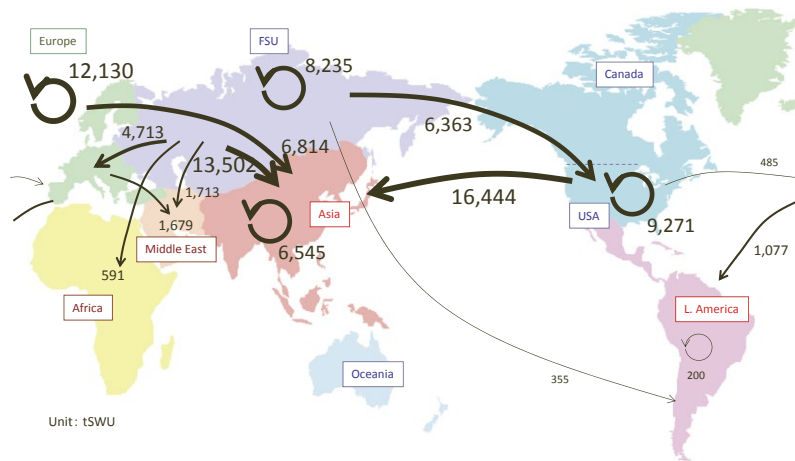 Europe
FSU
12,130
8,235
Canada
4,713
6,814
6,363
13,502
485
1,713
16,444
Asia
USA
1,679
9,271
Middle East
6,545
1,077
591
Africa
L. America
Oceania
355
200
Unit: tSWU